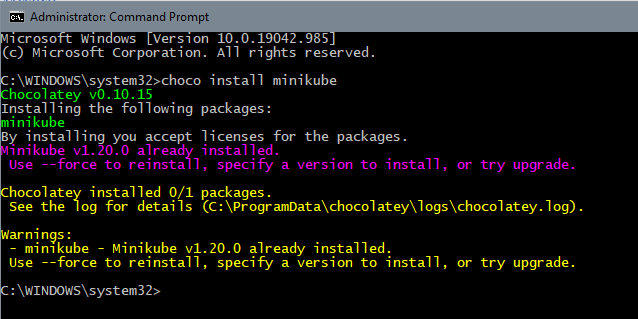 Administrator: Command Prompt
Microsoft Windows [Version 10.0.19042.985]
(c) Microsoft Corporation. All rights reserved.
C:\WINDOWS\system32>choco install minikube
Chocolatey v0.10.15
Installing the following packages:
minikube
By installing you accept licenses for the packages.
Minikube v1.20.0 already installed.
Use --force to reinstall, specify a version to install, or try upgrade.
Chocolatey installed 0/1 packages.
See the log for details (C:\ProgramData\chocolatey\logs\chocolatey.log).
Warnings:
- minikube - Minikube v1.20.0 already installed.
Use --force to reinstall, specify a version to install, or try upgrade.
C:\WINDOWS\system32>